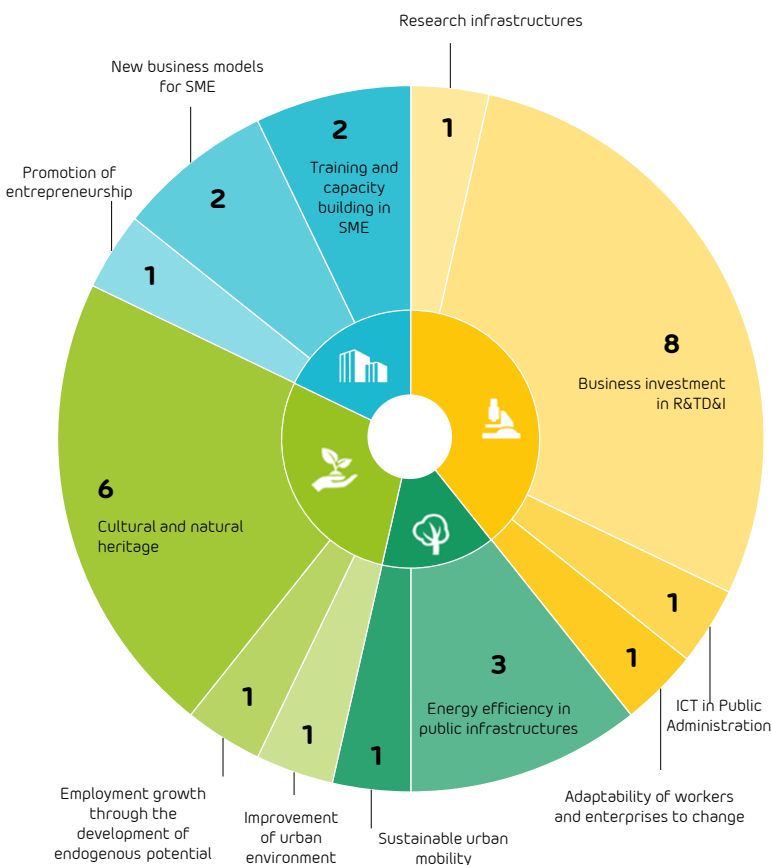 Research infrastructures
1
8
Business investment
in R&TD&I
1
ICT in Public
Administration
1
Adaptability of workers
and enterprises to change
3
Energy efficiency in
public infrastructures
1
Sustainable urban
mobility
1
Improvement
of urban
environment
1
Employment growth
through the
development of
endogenous potential
6
Cultural and natural
heritage
1
Promotion of
entrepreneurship
2
New business models
for SME
2
Training and
capacity
building in
SME